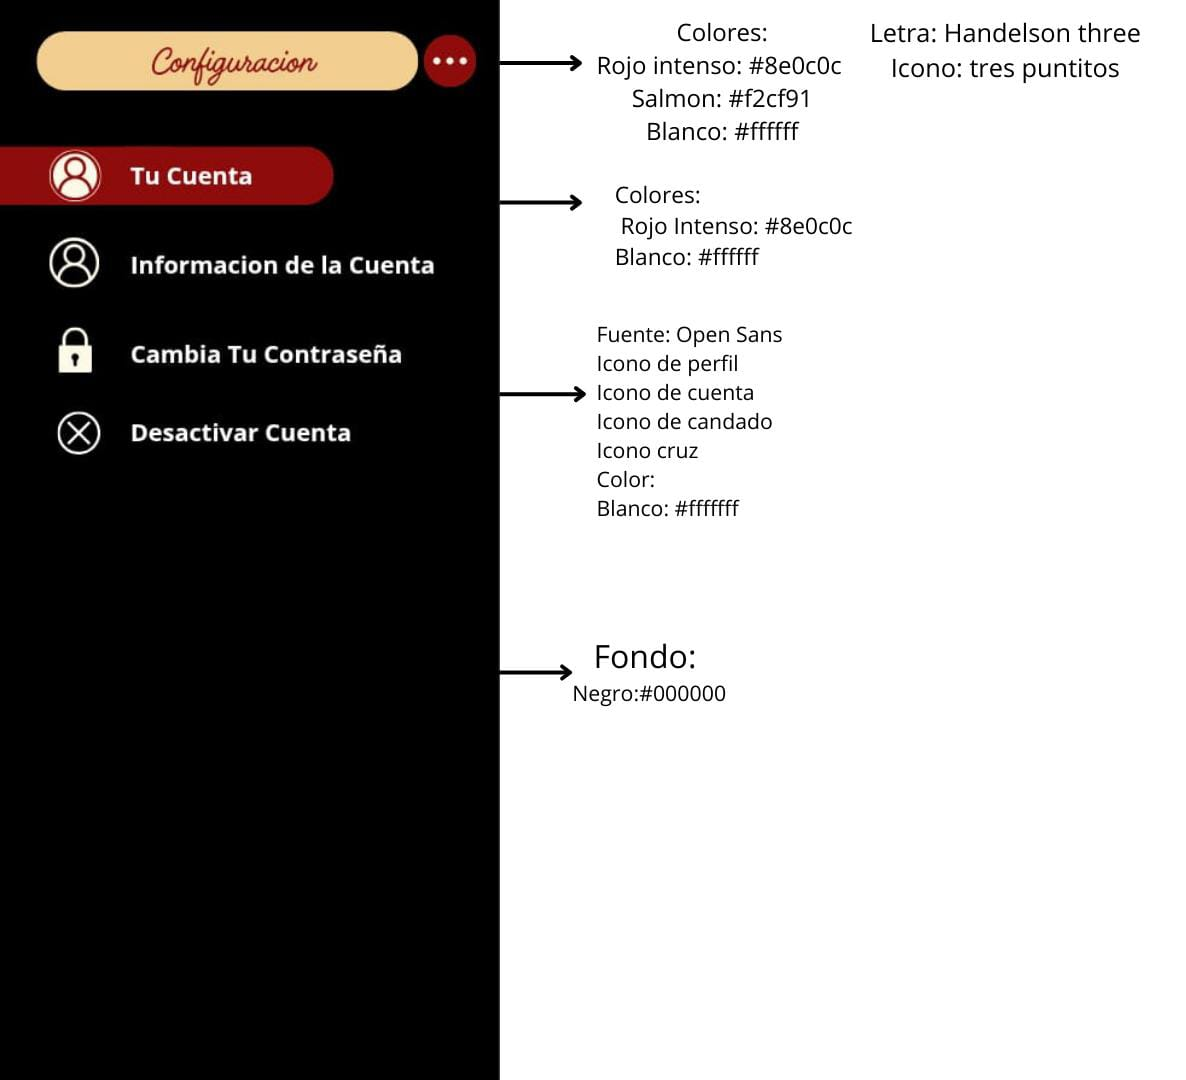 Configuracion
Tu Cuenta
Informacion de la Cuenta
Cambia Tu Contraseña
Desactivar Cuenta
Colores:
Rojo intenso: #8e0c0c
Salmon: #f2cf91
Blanco: #ffffff
Letra: Handelson three
Icono: tres puntitos
Colores:
Rojo Intenso: #8e0c0c
Blanco: #ffffff
Fuente: Open Sans
Icono de perfil
Icono de cuenta
Icono de candado
Icono cruz
Color:
Blanco: #fffffff
Fondo:
Negro:#000000